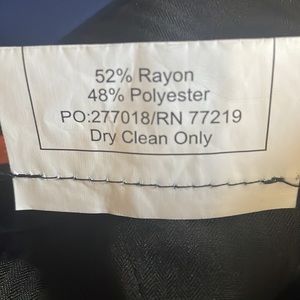 52% Rayon
48% Polyester
PO:277018/RN 77219
Dry Clean Only